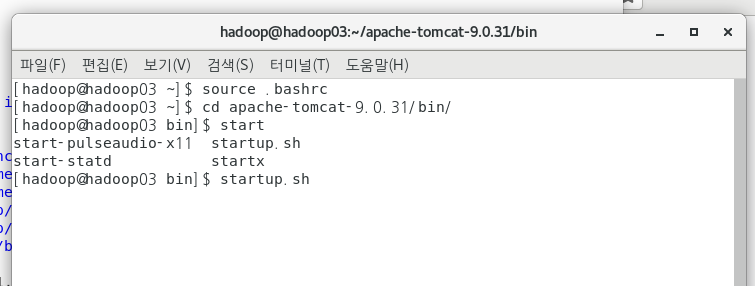 hadoop@hadoop03:~/apache-tomcat-9.0.31/bin
파일(F) 편집(E) 보기(V) 검색(S) 터미널(T) 도움말(H)
[hadoop@hadoop03 ~]$ source .bashrc
[hadoop@hadoop03 ~]$ cd apache-tomcat-9.0.31/bin/
[hadoop@hadoop03 bin]$ start
start-pulseaudio-x11 startup.sh
start-statd startx
[hadoop@hadoop03 bin]$ startup.sh